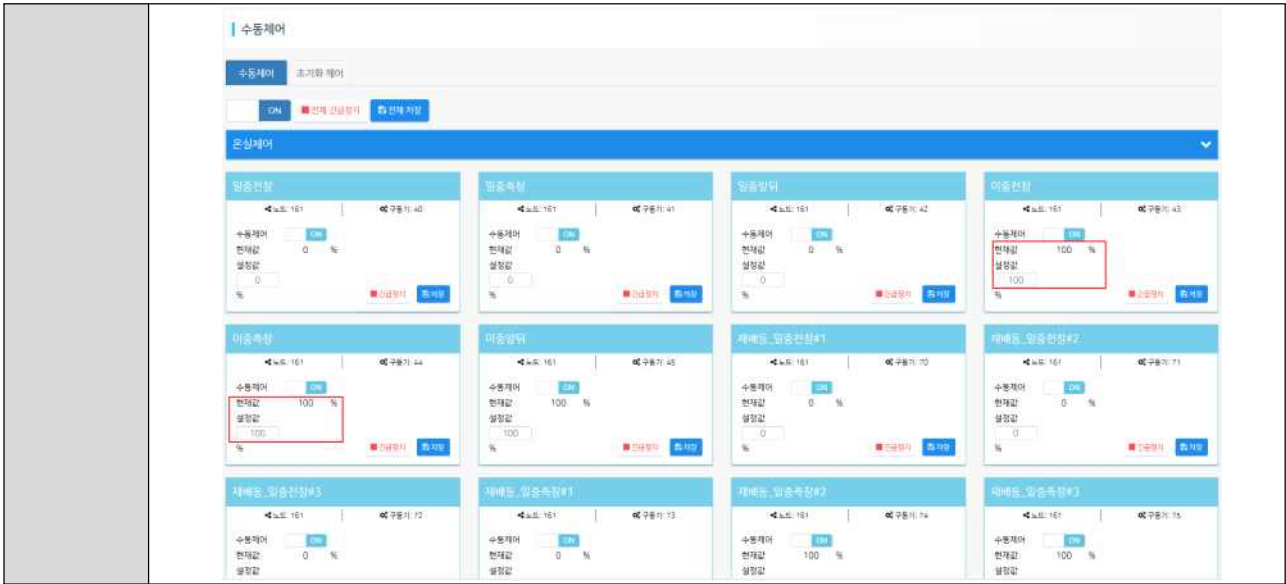 수동제어
수동제어 초기화 제어
ON 전체 긴급정지 전체 저장
온실제어
일중천창 일중측창 일중앞뒤 이중천창
노드: 161 구동기: 40 노드: 161 구동기: 41 노드: 161 구동기: 42 노드: 161 구동기: 43
수동제어 ON 수동제어 ON 수동제어 ON 수동제어 ON
현재값 0 % 현재값 0 % 현재값 0 % 현재값 100 %
설정값 설정값 설정값 설정값
0 0 0 100
% 긴급정지 저장 % 긴급정지 저장 % 긴급정지 저장 % 긴급정지 저장
이중측창 이중앞뒤 재배동_일중천창#1 재배동_일중천창#2
노드: 161 구동기: 44 노드: 161 구동기: 45 노드: 161 구동기: 70 노드: 161 구동기: 71
수동제어 ON 수동제어 ON 수동제어 ON 수동제어 ON
현재값 100 % 현재값 100 % 현재값 0 % 현재값 0 %
설정값 설정값 설정값 설정값
100 100 0 0
% 긴급정지 저장 % 긴급정지 저장 % 긴급정지 저장 % 긴급정지 저장
재배동_일중천창#3 재배동_일중측창#1 재배동_일중측창#2 재배동_일중측창#3
노드: 161 구동기: 72 노드: 161 구동기: 73 노드: 161 구동기: 74 노드: 161 구동기: 75
수동제어 ON 수동제어 ON 수동제어 ON 수동제어 ON
현재값 0 % 현재값 0 % 현재값 100 % 현재값 100 %
설정값 설정값 설정값 설정값